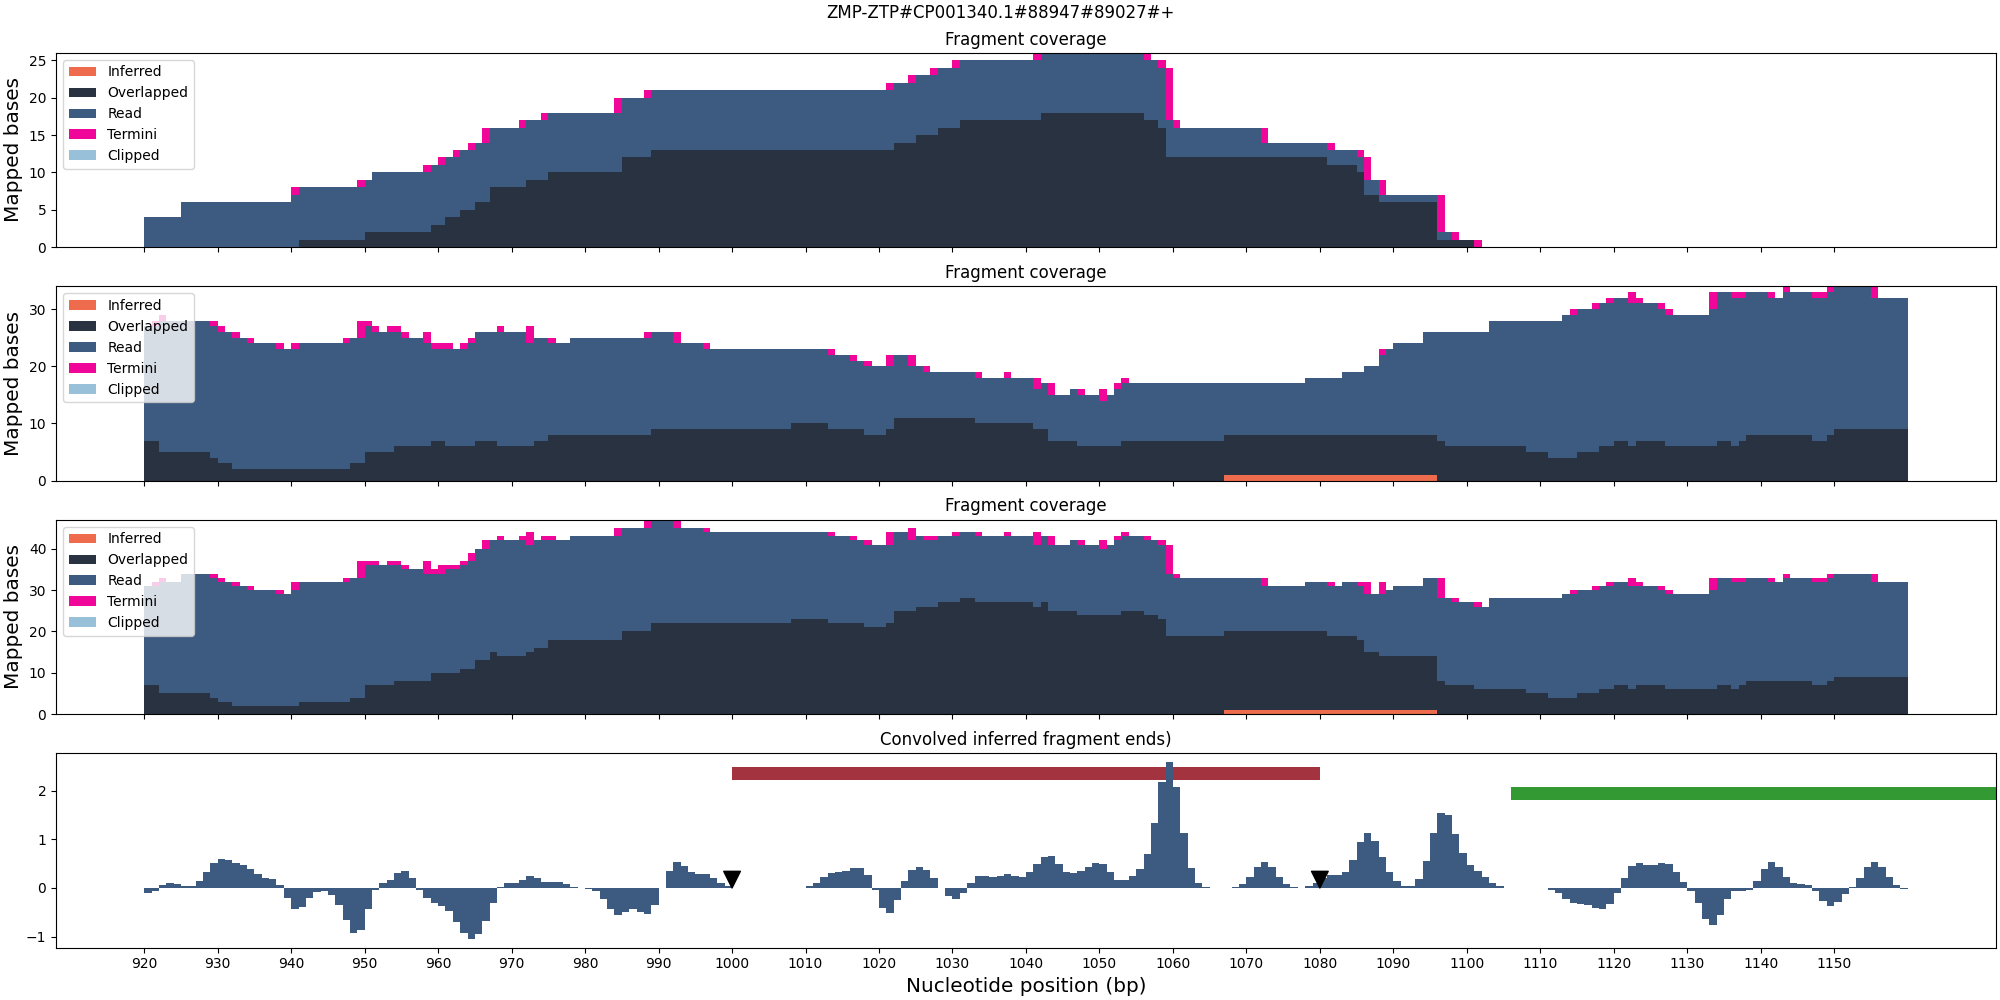 ZMP-ZTP#CP001340.1#88947#89027#+
Fragment coverage
Mapped bases
25
20
15
10
5
0
Inferred
Overlapped
Read
Termini
Clipped
Fragment coverage
Mapped bases
30
20
10
0
Inferred
Overlapped
Read
Termini
Clipped
Fragment coverage
Mapped bases
40
30
20
10
0
Inferred
Overlapped
Read
Termini
Clipped
Convolved inferred fragment ends)
2
1
0
−1
920 930 940 950 960 970 980 990 1000 1010 1020 1030 1040 1050 1060 1070 1080 1090 1100 1110 1120 1130 1140 1150
Nucleotide position (bp)